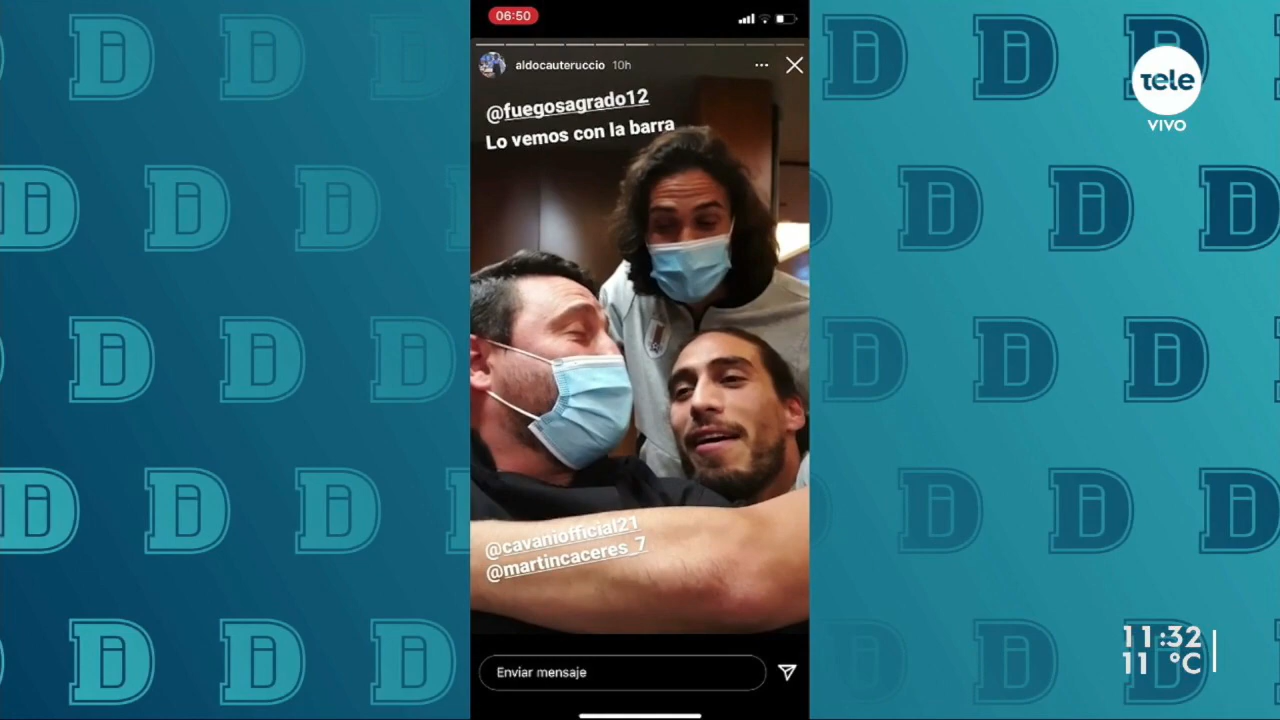 06:50
aldocauteruccio 10h
@fuegosagrado12
Lo vemos con la barra
@cavaniofficial21
@martincaceres_7
Enviar mensaje
tele
VIVO
11:32
11 °C